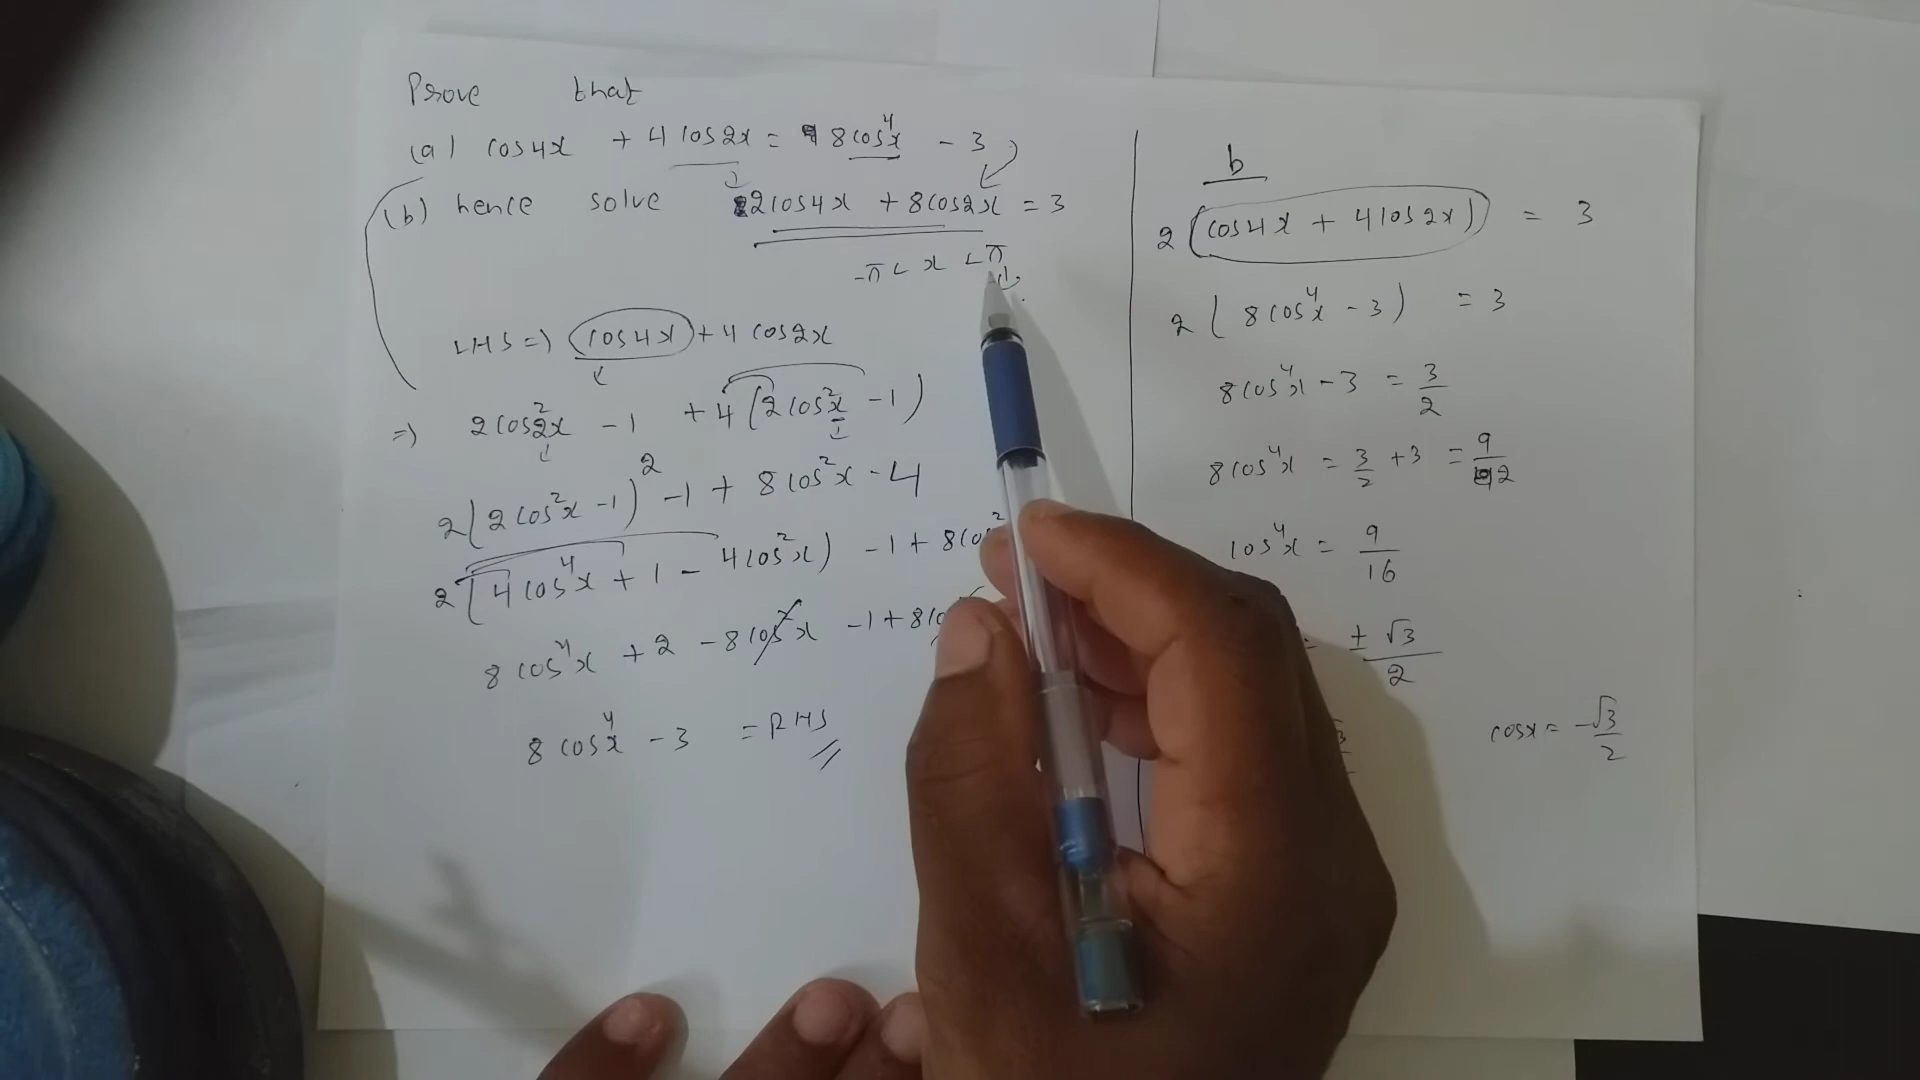 Prove that
(a) cos4x + 4cos2x = 8cos⁴x - 3
(b) hence solve 2cos4x + 8cos2x = 3
-π < x < π
LHS ⇒ cos4x + 4 cos2x
⇒ 2cos²2x - 1 + 4(2cos²x - 1)
2(2cos²x - 1)² - 1 + 8cos²x - 4
2(4cos⁴x + 1 - 4cos²x) - 1 + 8cos²
8cos⁴x + 2 - 8cos²x - 1 + 8co
8cos⁴x - 3 = RHS
b
2(cos4x + 4cos2x) = 3
2(8cos⁴x - 3) = 3
8cos⁴x - 3 = 3/2
8cos⁴x = 3/2 + 3 = 9/2
cos⁴x = 9/16
= ±√3/2
cosx = -√3/2